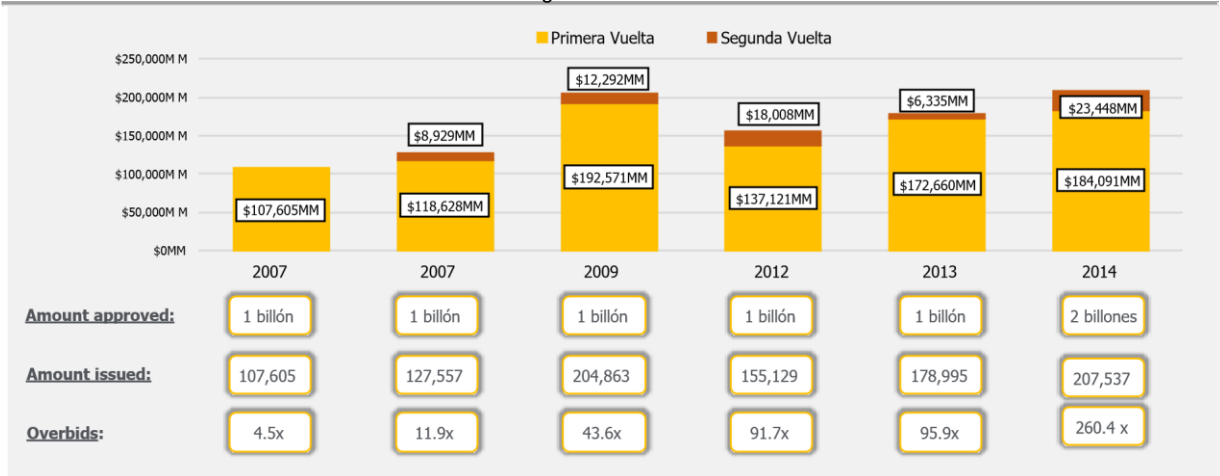 Primera Vuelta Segunda Vuelta
$250,000M M
$200,000M M
$150,000M M
$100,000M M
$50,000M M
$0MM
$12,292MM
$8,929MM
$18,008MM
$6,335MM
$23,448MM
$107,605MM
$118,628MM
$192,571MM
$137,121MM
$172,660MM
$184,091MM
2007 2007 2009 2012 2013 2014
Amount approved: 1 billón 1 billón 1 billón 1 billón 1 billón 2 billones
Amount issued: 107,605 127,557 204,863 155,129 178,995 207,537
Overbids: 4.5x 11.9x 43.6x 91.7x 95.9x 260.4 x